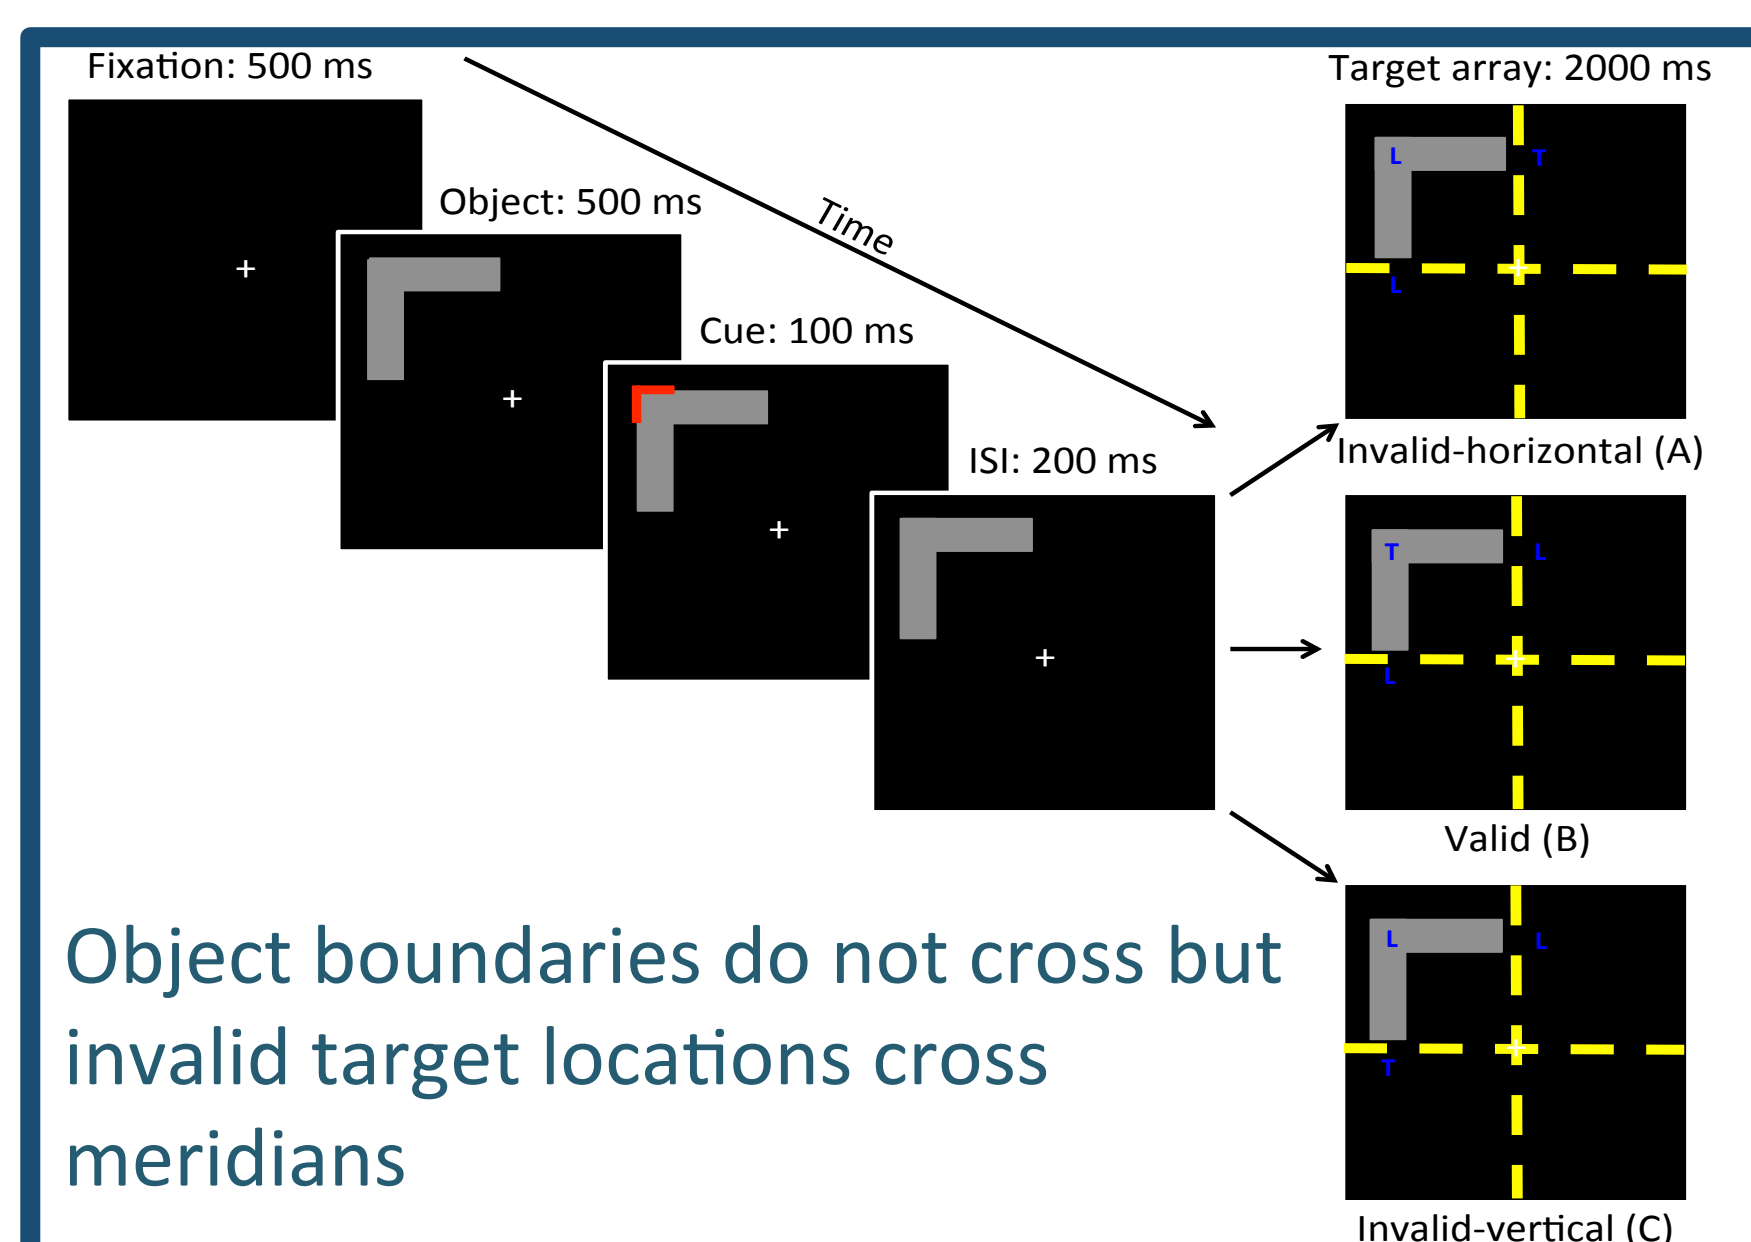 Fixation: 500 ms
Target array: 2000 ms
L T
L
Object: 500 ms
Time
Cue: 100 ms
Invalid-horizontal (A)
ISI: 200 ms
T L
L
Valid (B)
L L
T
Object boundaries do not cross but
invalid target locations cross
meridians
Invalid-vertical (C)